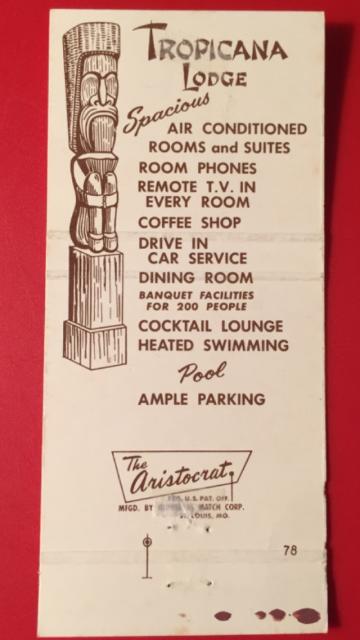 TROPICANA
LODGE
Spacious
AIR CONDITIONED
ROOMS and SUITES
ROOM PHONES
REMOTE T.V. IN
EVERY ROOM
COFFEE SHOP
DRIVE IN
CAR SERVICE
DINING ROOM
BANQUET FACILITIES
FOR 200 PEOPLE
COCKTAIL LOUNGE
HEATED SWIMMING
Pool
AMPLE PARKING
The
Aristocrat
U.S. PAT. OFF.
MFGD. BY MATCH CORP.
ST. LOUIS, MO.
78